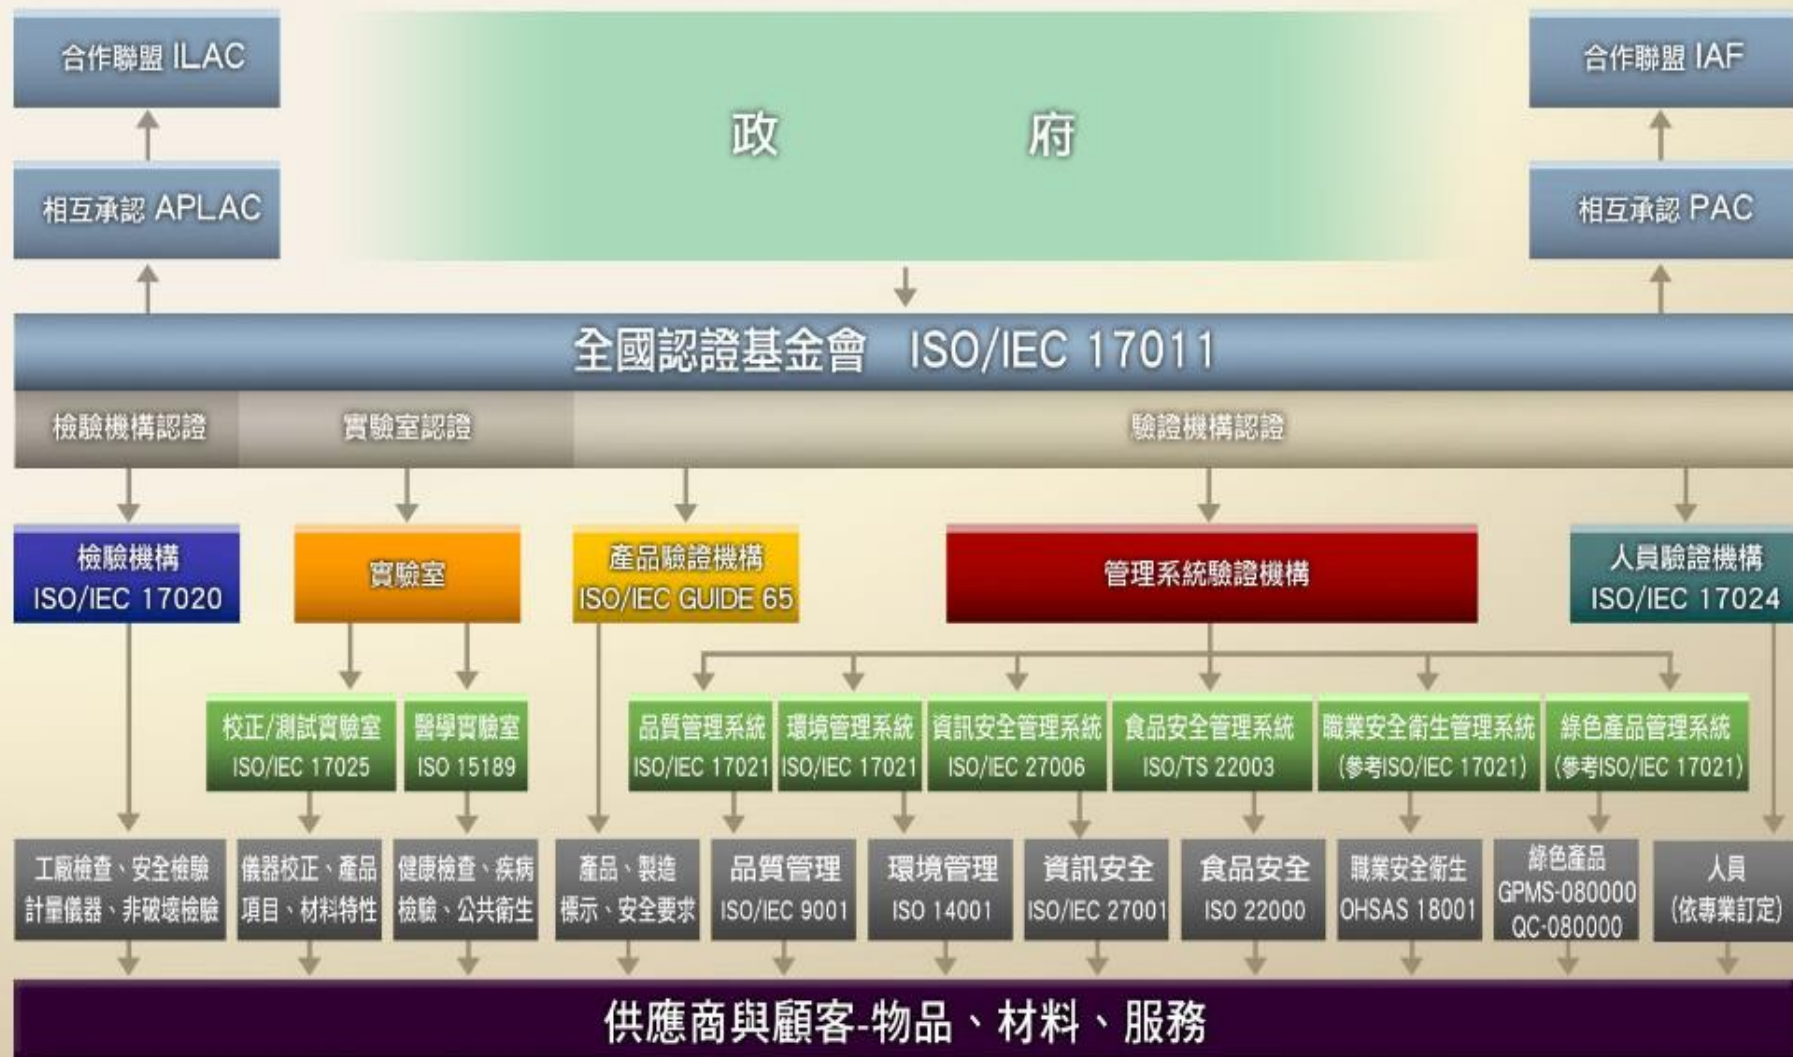 合作聯盟 ILAC
政 府
合作聯盟 IAF
相互承認 APLAC
相互承認 PAC
全國認證基金會 ISO/IEC 17011
檢驗機構認證
實驗室認證
驗證機構認證
檢驗機構
ISO/IEC 17020
實驗室
產品驗證機構
ISO/IEC GUIDE 65
管理系統驗證機構
人員驗證機構
ISO/IEC 17024
校正/測試實驗室
ISO/IEC 17025
醫學實驗室
ISO 15189
品質管理系統
ISO/IEC 17021
環境管理系統
ISO/IEC 17021
資訊安全管理系統
ISO/IEC 27006
食品安全管理系統
ISO/TS 22003
職業安全衛生管理系統
(參考ISO/IEC 17021)
綠色產品管理系統
(參考ISO/IEC 17021)
工廠檢查、安全檢驗
計量儀器、非破壞檢驗
儀器校正、產品
項目、材料特性
健康檢查、疾病
檢驗、公共衛生
產品、製造
標示、安全要求
品質管理
ISO/IEC 9001
環境管理
ISO 14001
資訊安全
ISO/IEC 27001
食品安全
ISO 22000
職業安全衛生
OHSAS 18001
綠色產品
GPMS-080000
QC-080000
人員
(依專業訂定)
供應商與顧客-物品、材料、服務